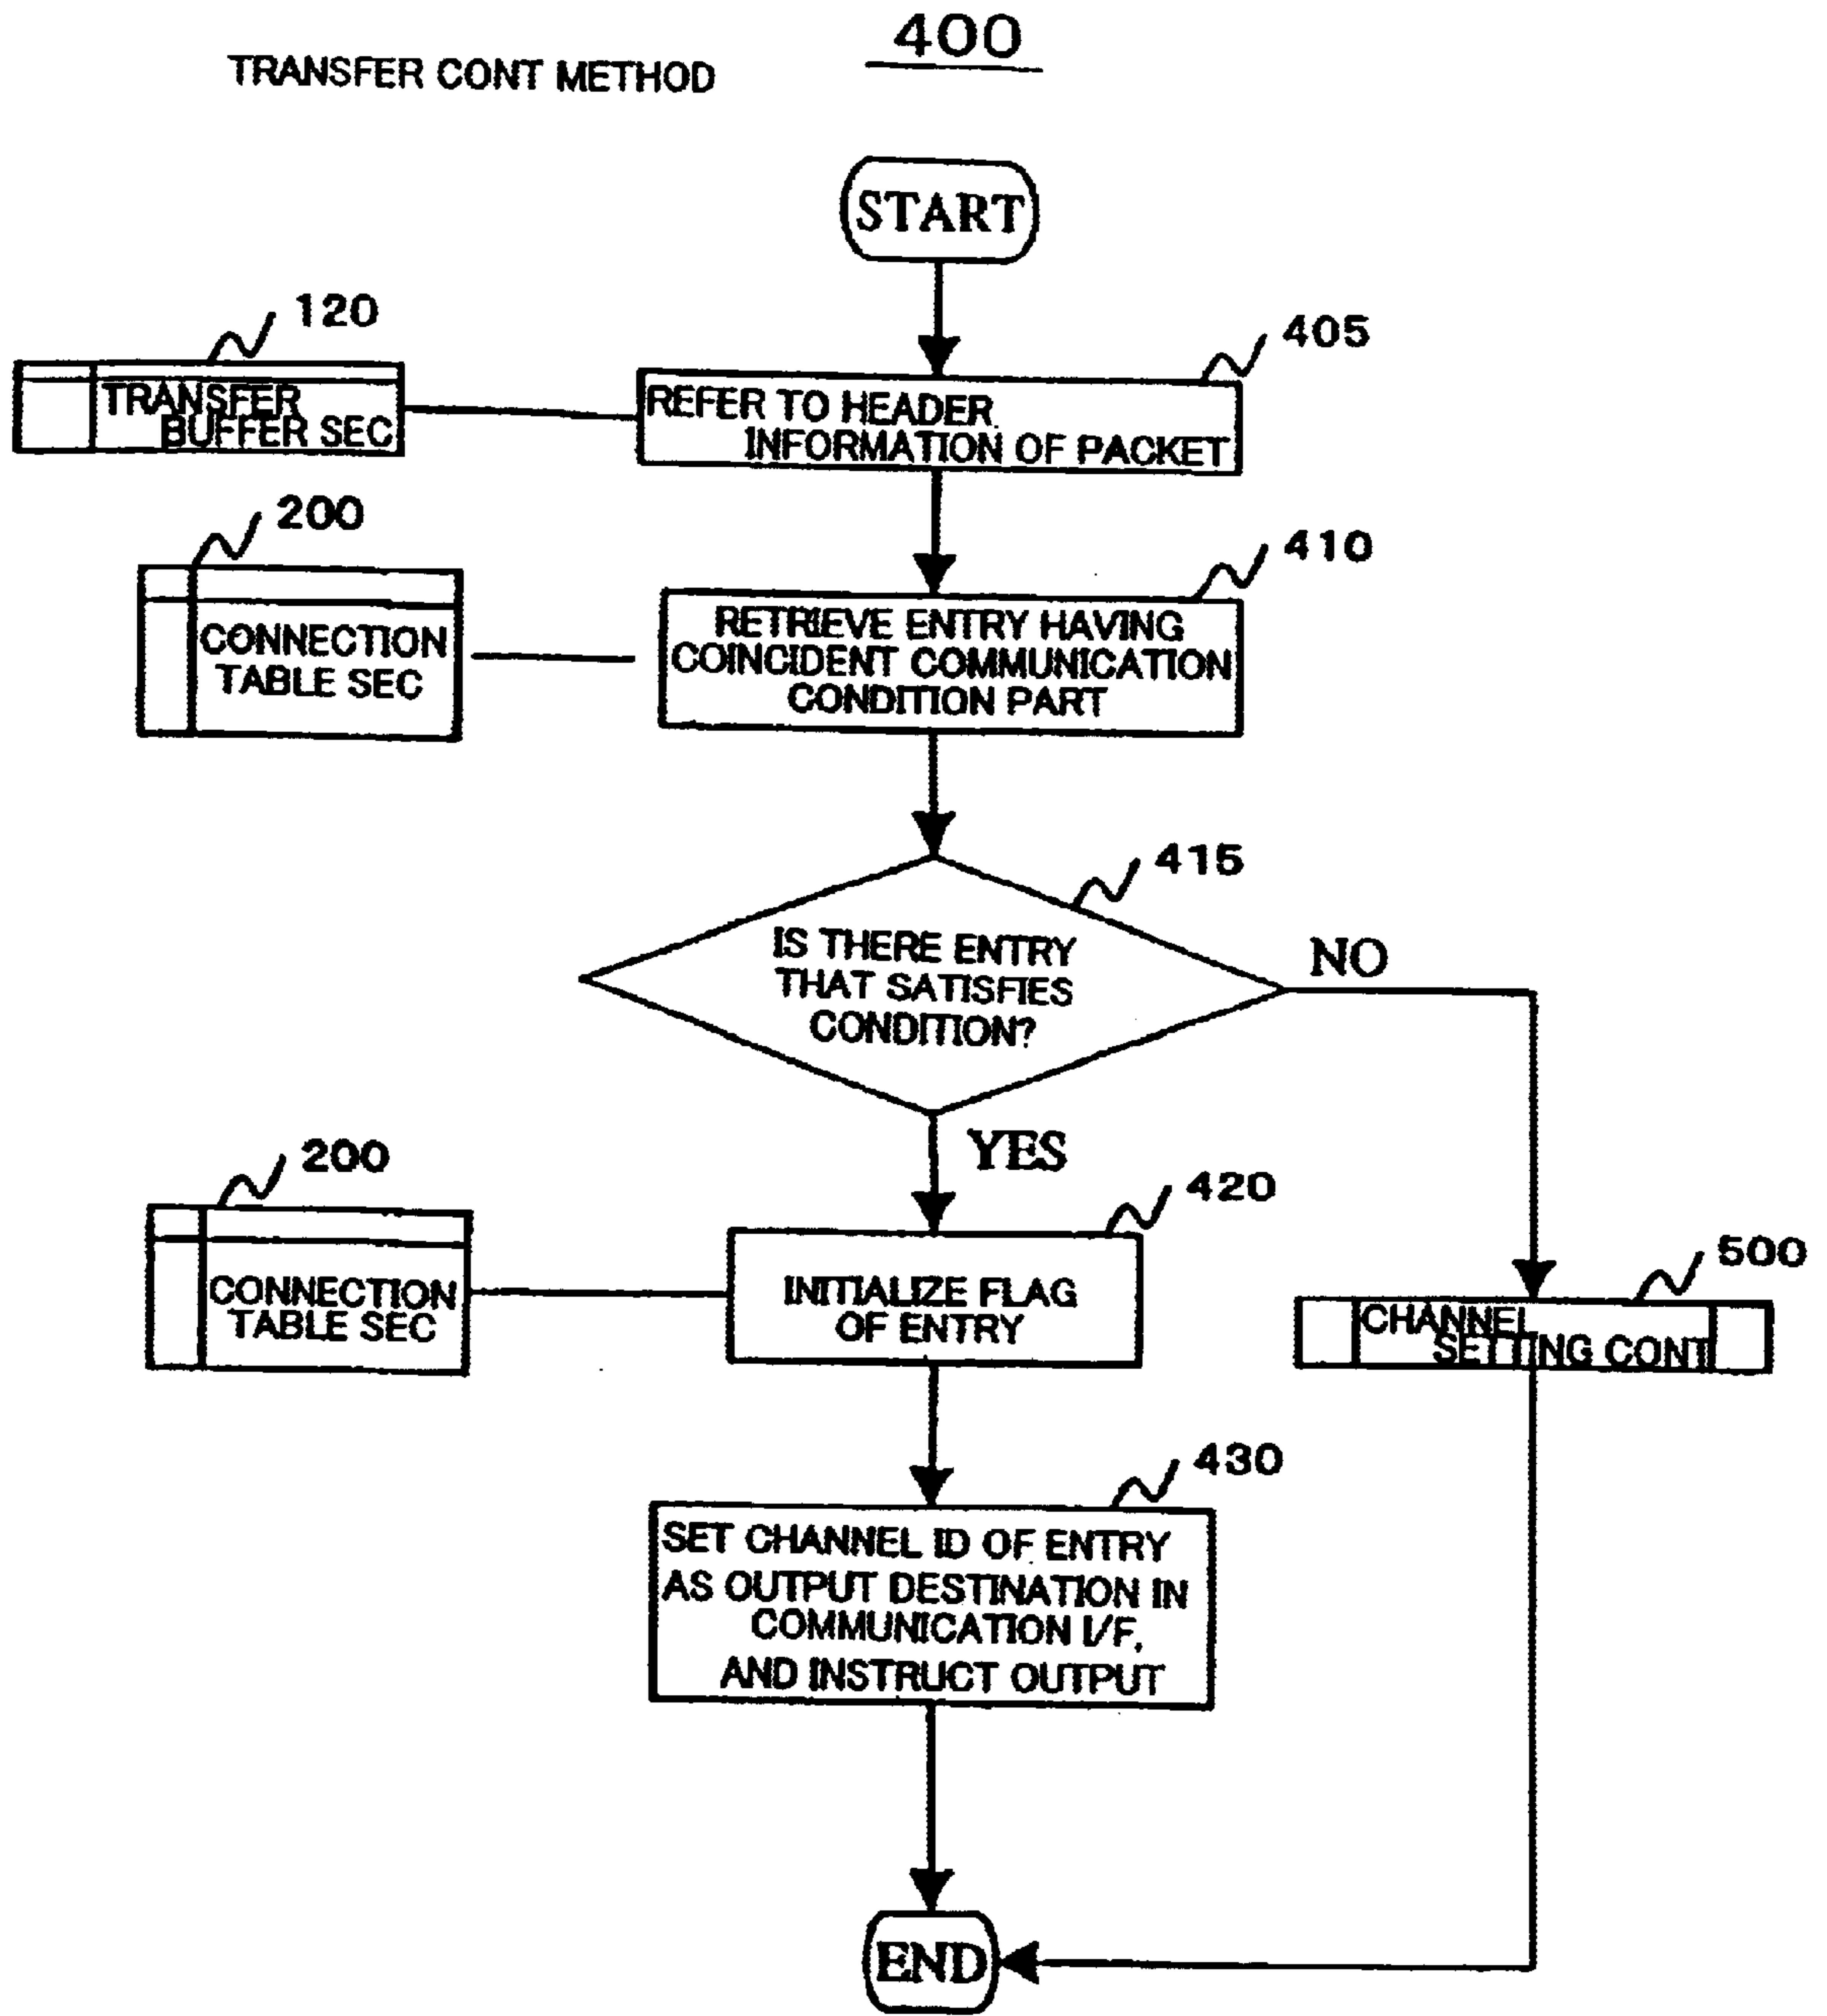 400
TRANSFER CONT METHOD
START
120
405
TRANSFER
BUFFER SEC
REFER TO HEADER
INFORMATION OF PACKET
200
410
CONNECTION
TABLE SEC
RETRIEVE ENTRY HAVING
COINCIDENT COMMUNICATION
CONDITION PART
415
IS THERE ENTRY
THAT SATISFIES
CONDITION?
NO
YES
200
420
CONNECTION
TABLE SEC
INITIALIZE FLAG
OF ENTRY
500
CHANNEL
SETTING CONT
430
SET CHANNEL ID OF ENTRY
AS OUTPUT DESTINATION IN
COMMUNICATION I/F,
AND INSTRUCT OUTPUT
END